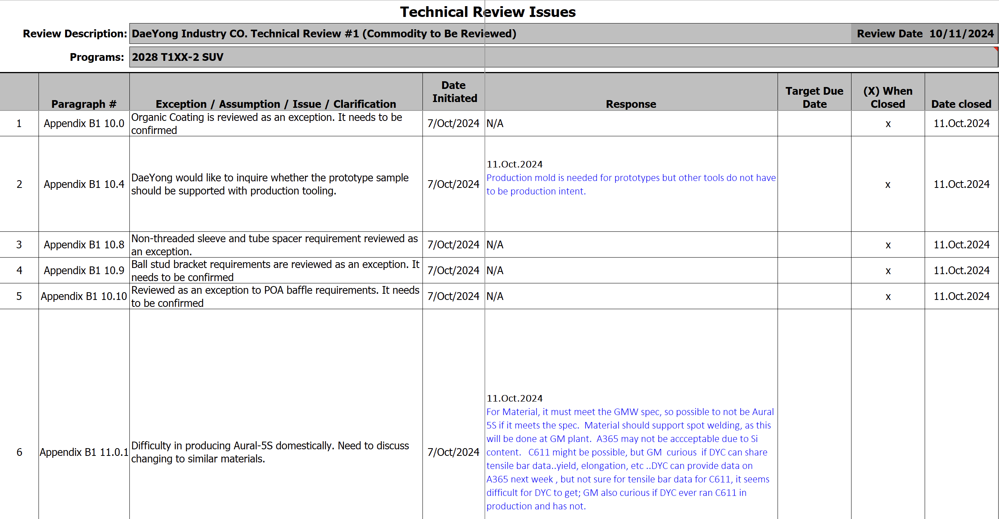 Technical Review Issues
Review Description: DaeYong Industry CO. Technical Review #1 (Commodity to Be Reviewed) Review Date 10/11/2024
Programs: 2028 T1XX-2 SUV
Paragraph # Exception / Assumption / Issue / Clarification Date Initiated Response Target Due Date (X) When Closed Date closed
1 Appendix B1 10.0 Organic Coating is reviewed as an exception. It needs to be
confirmed 7/Oct/2024 N/A x 11.Oct.2024
2 Appendix B1 10.4 DaeYong would like to inquire whether the prototype sample
should be supported with production tooling. 7/Oct/2024
11.Oct.2024
Production mold is needed for prototypes but other tools do not have
to be production intent.
x 11.Oct.2024
3 Appendix B1 10.8 Non-threaded sleeve and tube spacer requirement reviewed as
an exception. 7/Oct/2024 N/A x 11.Oct.2024
4 Appendix B1 10.9 Ball stud bracket requirements are reviewed as an exception. It
needs to be confirmed 7/Oct/2024 N/A x 11.Oct.2024
5 Appendix B1 10.10 Reviewed as an exception to POA baffle requirements. It needs
to be confirmed 7/Oct/2024 N/A x 11.Oct.2024
6 Appendix B1 11.0.1 Difficulty in producing Aural-5S domestically. Need to discuss
changing to similar materials. 7/Oct/2024
11.Oct.2024
For Material, it must meet the GMW spec, so possible to not be Aural
5S if it meets the spec.  Material should support spot welding, as this
will be done at GM plant.  A365 may not be accceptable due to Si
content.   C611 might be possible, but GM  curious  if DYC can share
tensile bar data..yield, elongation, etc ..DYC can provide data on
A365 next week , but not sure for tensile bar data for C611, it seems
difficult for DYC to get; GM also curious if DYC ever ran C611 in
production and has not.